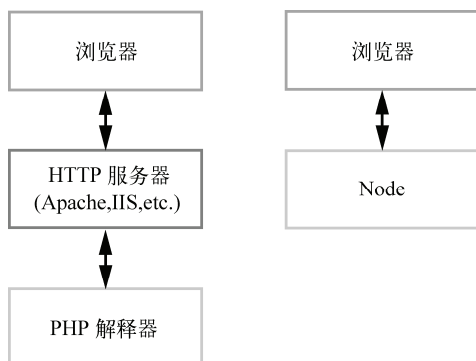 浏览器
HTTP 服务器
(Apache,IIS,etc.)
PHP 解释器
浏览器
Node